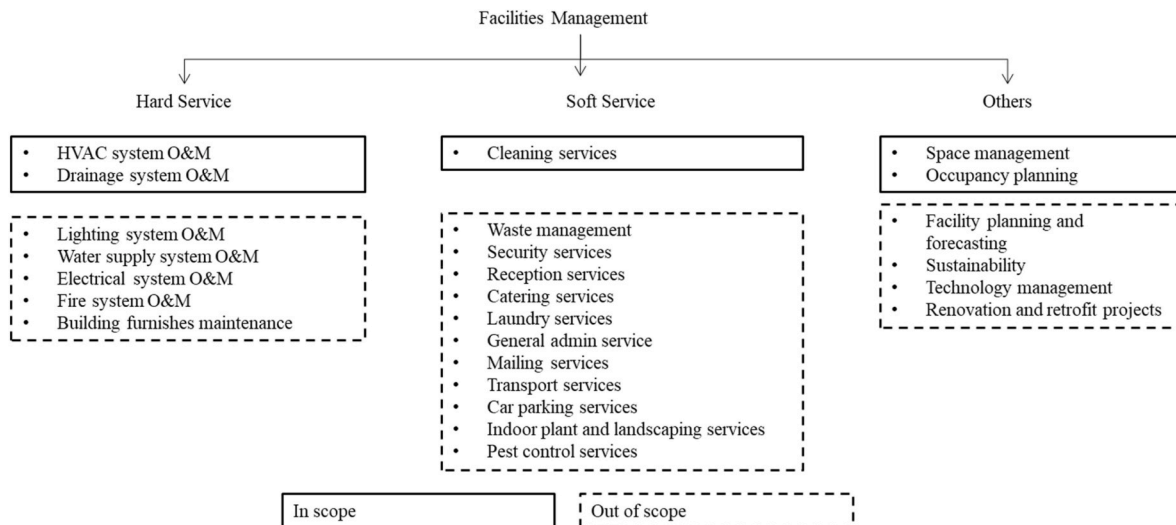 Facilities Management
Hard Service
Soft Service
Others
• HVAC system O&M
• Drainage system O&M
• Cleaning services
• Space management
• Occupancy planning
• Lighting system O&M
• Water supply system O&M
• Electrical system O&M
• Fire system O&M
• Building furnishes maintenance
• Waste management
• Security services
• Reception services
• Catering services
• Laundry services
• General admin service
• Mailing services
• Transport services
• Car parking services
• Indoor plant and landscaping services
• Pest control services
• Facility planning and
forecasting
• Sustainability
• Technology management
• Renovation and retrofit projects
In scope
Out of scope